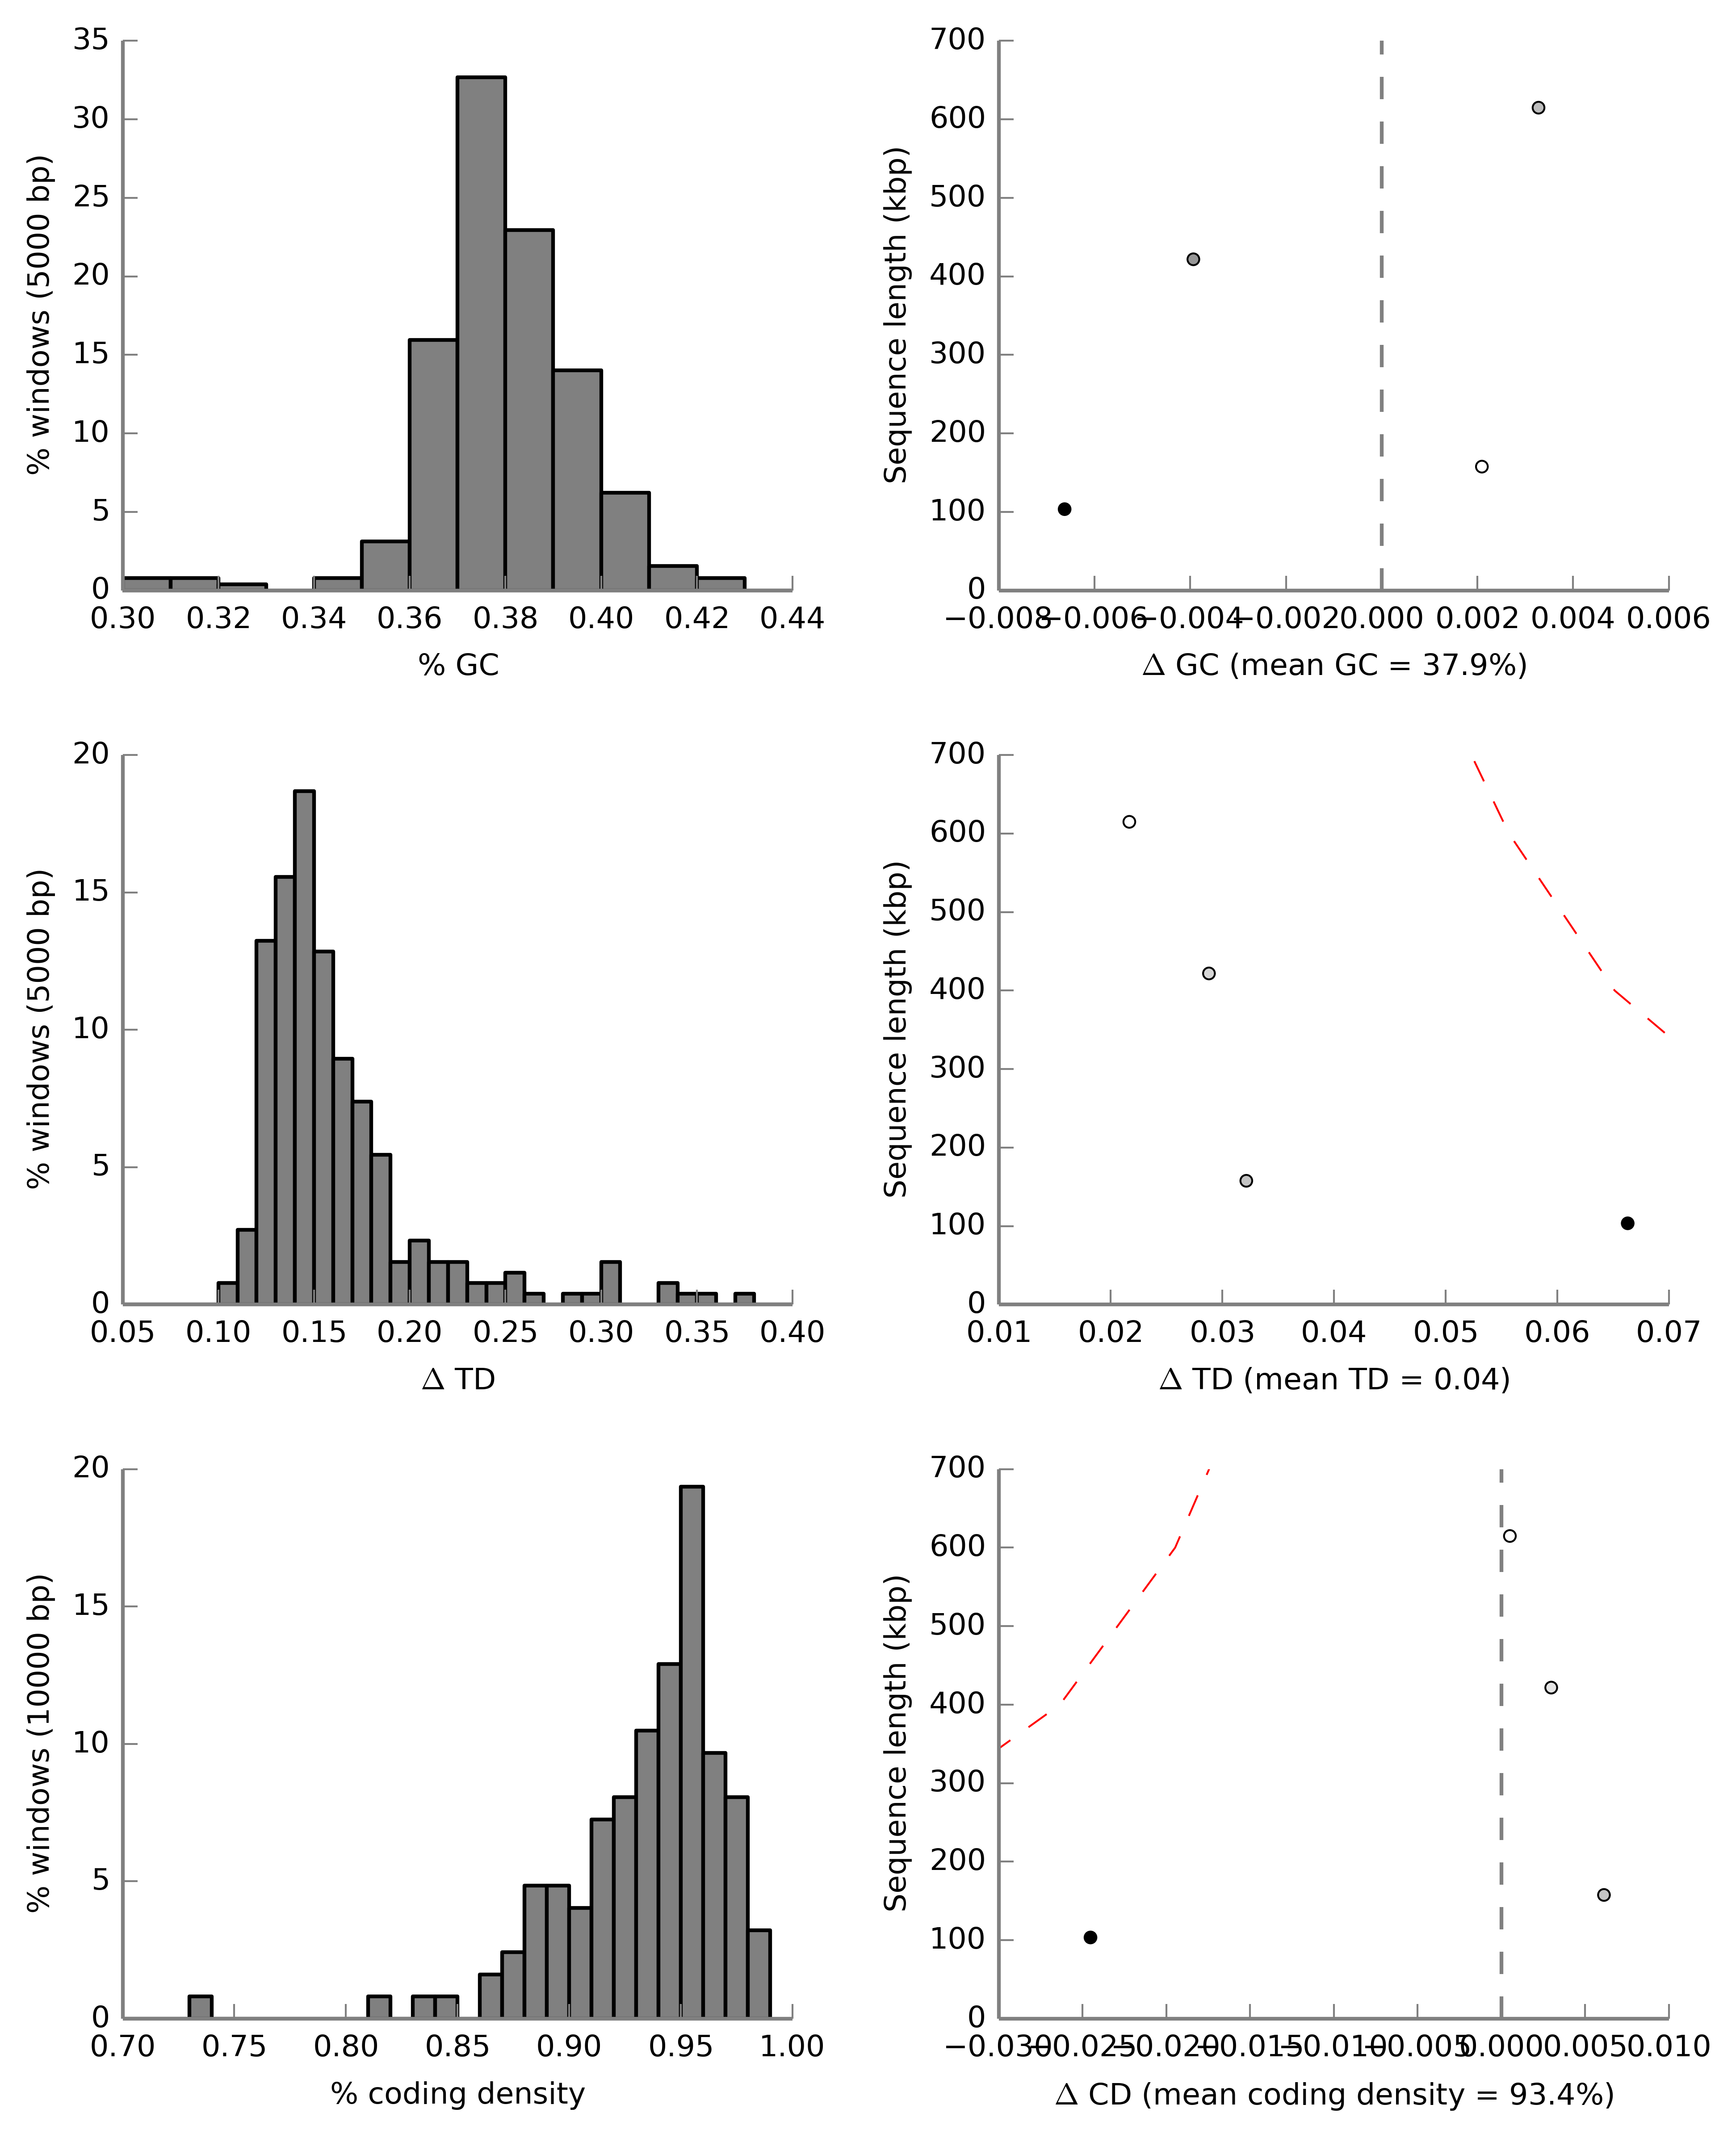 35
30
25
20
15
10
5
0
% windows (5000 bp)
0.30 0.32 0.34 0.36 0.38 0.40 0.42 0.44
% GC
700
600
500
400
300
200
100
0
Sequence length (kbp)
−0.008 −0.006 −0.004 −0.002 0.000 0.002 0.004 0.006
Δ GC (mean GC = 37.9%)
20
15
10
5
0
% windows (5000 bp)
0.05 0.10 0.15 0.20 0.25 0.30 0.35 0.40
Δ TD
700
600
500
400
300
200
100
0
Sequence length (kbp)
0.01 0.02 0.03 0.04 0.05 0.06 0.07
Δ TD (mean TD = 0.04)
20
15
10
5
0
% windows (10000 bp)
0.70 0.75 0.80 0.85 0.90 0.95 1.00
% coding density
700
600
500
400
300
200
100
0
Sequence length (kbp)
−0.030 −0.025 −0.020 −0.015 −0.010 −0.005 0.000 0.005 0.010
Δ CD (mean coding density = 93.4%)